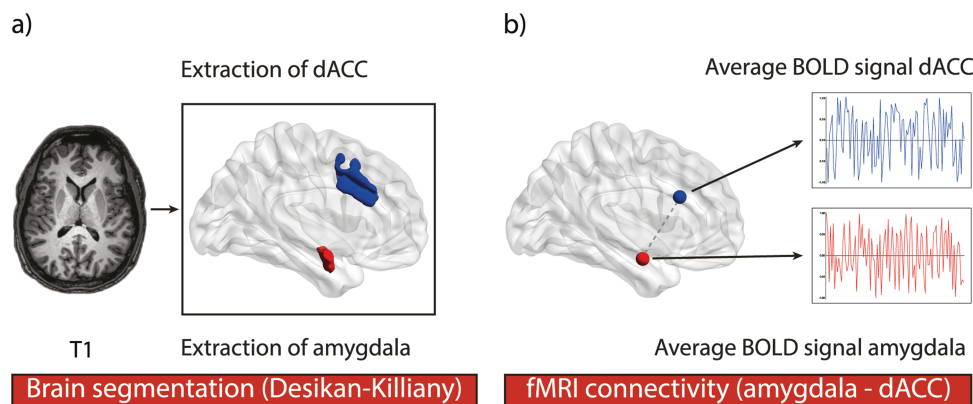 a)
Extraction of dACC
T1
Extraction of amygdala
Brain segmentation (Desikan-Killiany)
b)
Average BOLD signal dACC
Average BOLD signal amygdala
fMRI connectivity (amygdala - dACC)